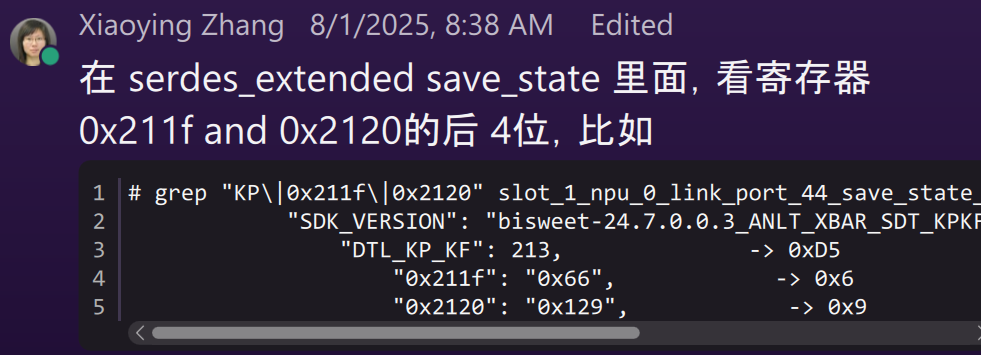 Xiaoying Zhang 8/1/2025, 8:38 AM Edited
在 serdes_extended save_state 里面，看寄存器
0x211f and 0x2120的后 4位，比如
1 # grep "KP\|0x211f\|0x2120" slot_1_npu_0_link_port_44_save_state_
2 "SDK_VERSION": "bisweet-24.7.0.0.3_ANLT_XBAR_SDT_KPKF
3 "DTL_KP_KF": 213, -> 0xD5
4 "0x211f": "0x66", -> 0x6
5 "0x2120": "0x129", -> 0x9